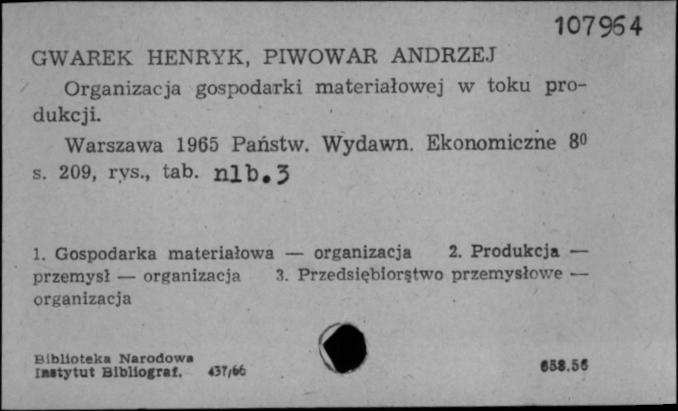 107964
GWAREK HENRYK, PIWOWAR ANDRZEJ
Organizacja gospodarki materiałowej w toku pro-
dukcji.
Warszawa 1965 Państw. Wydawn. Ekonomiczne 8⁰
s. 209, rys., tab. nlb.3
1. Gospodarka materiałowa — organizacja 2. Produkcja —
przemysł — organizacja 3. Przedsiębiorstwo przemysłowe —
organizacja
Biblioteka Narodowa
Instytut Bibliograf. 437/66
658.56